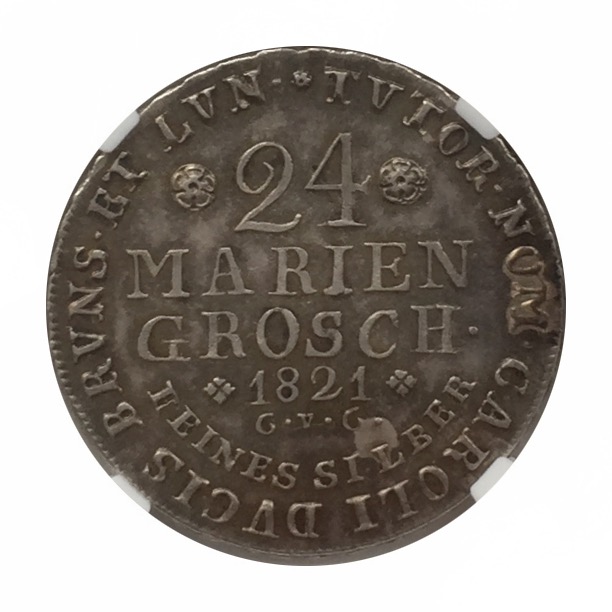 TVTOR · NOM · CAROLI DVCIS BRVNS · ET LVN ·
24
MARIEN
GROSCH ·
1821
C · v · C
FEINES SILBER